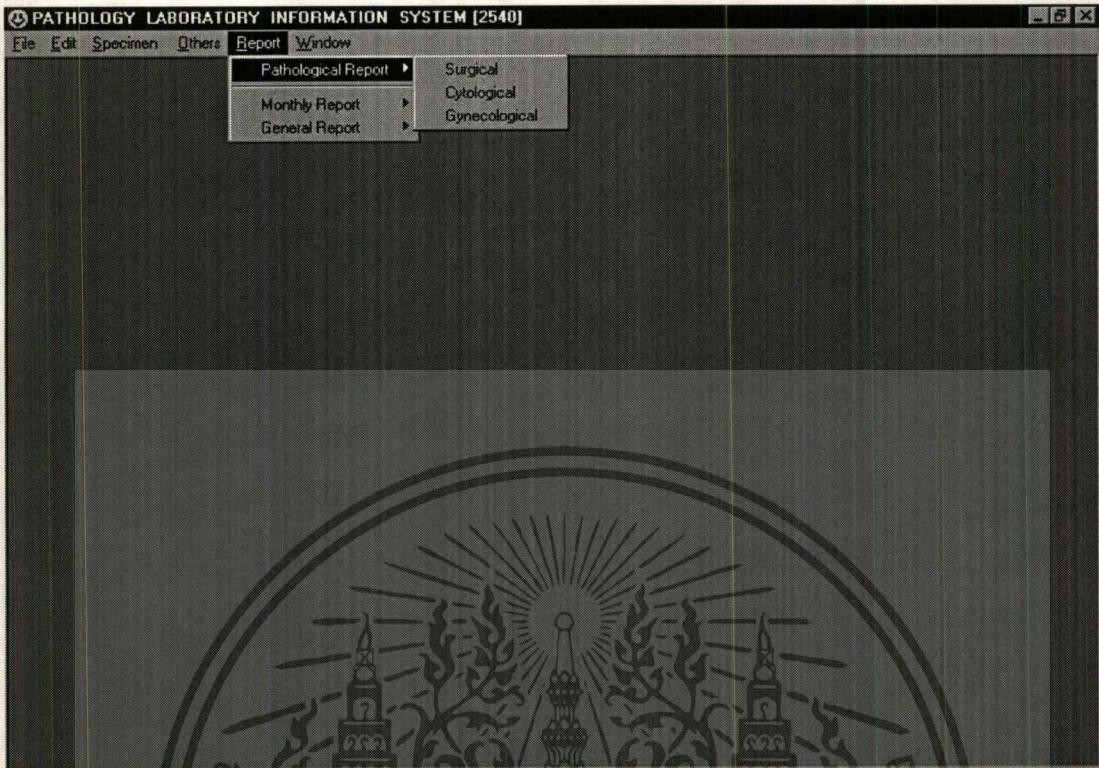 PATHOLOGY LABORATORY INFORMATION SYSTEM [2540]
File Edit Specimen Others Report Window
Pathological Report
Monthly Report
General Report
Surgical
Cytological
Gynecological